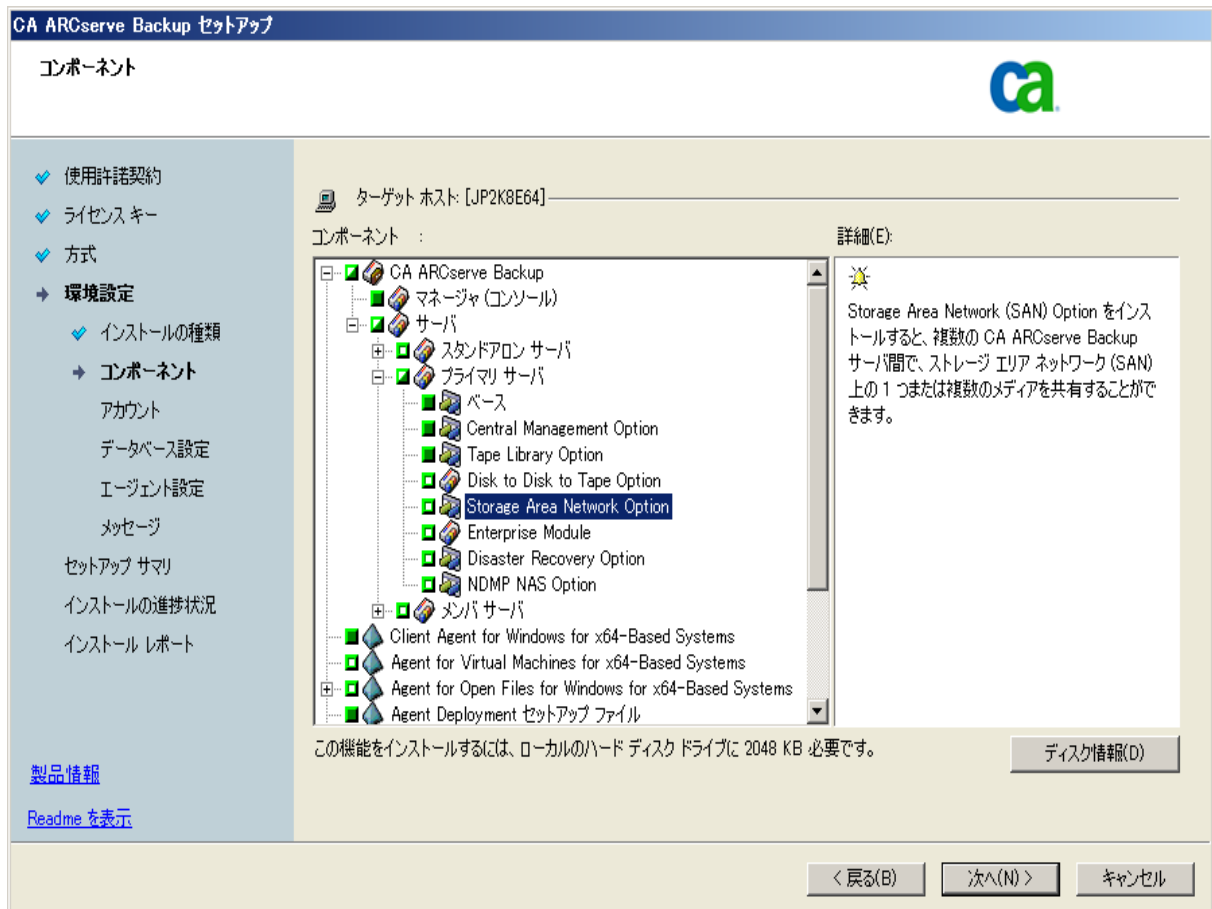 CA ARCserve Backup セットアップ
コンポーネント
ca
使用許諾契約
ライセンス キー
方式
環境設定
インストールの種類
コンポーネント
アカウント
データベース設定
エージェント設定
メッセージ
セットアップ サマリ
インストールの進捗状況
インストール レポート
製品情報
Readme を表示
ターゲット ホスト: [JP2K8E64]
コンポーネント :
CA ARCserve Backup
マネージャ (コンソール)
サーバ
スタンドアロン サーバ
プライマリ サーバ
ベース
Central Management Option
Tape Library Option
Disk to Disk to Tape Option
Storage Area Network Option
Enterprise Module
Disaster Recovery Option
NDMP NAS Option
メンバ サーバ
Client Agent for Windows for x64-Based Systems
Agent for Virtual Machines for x64-Based Systems
Agent for Open Files for Windows for x64-Based Systems
Agent Deployment セットアップ ファイル
詳細(E):
Storage Area Network (SAN) Option をインス
トールすると、複数の CA ARCserve Backup
サーバ間で、ストレージ エリア ネットワーク (SAN)
上の 1 つまたは複数のメディアを共有することがで
きます。
この機能をインストールするには、ローカルのハード ディスク ドライブに 2048 KB 必要です。
ディスク情報(D)
< 戻る(B)
次へ(N) >
キャンセル